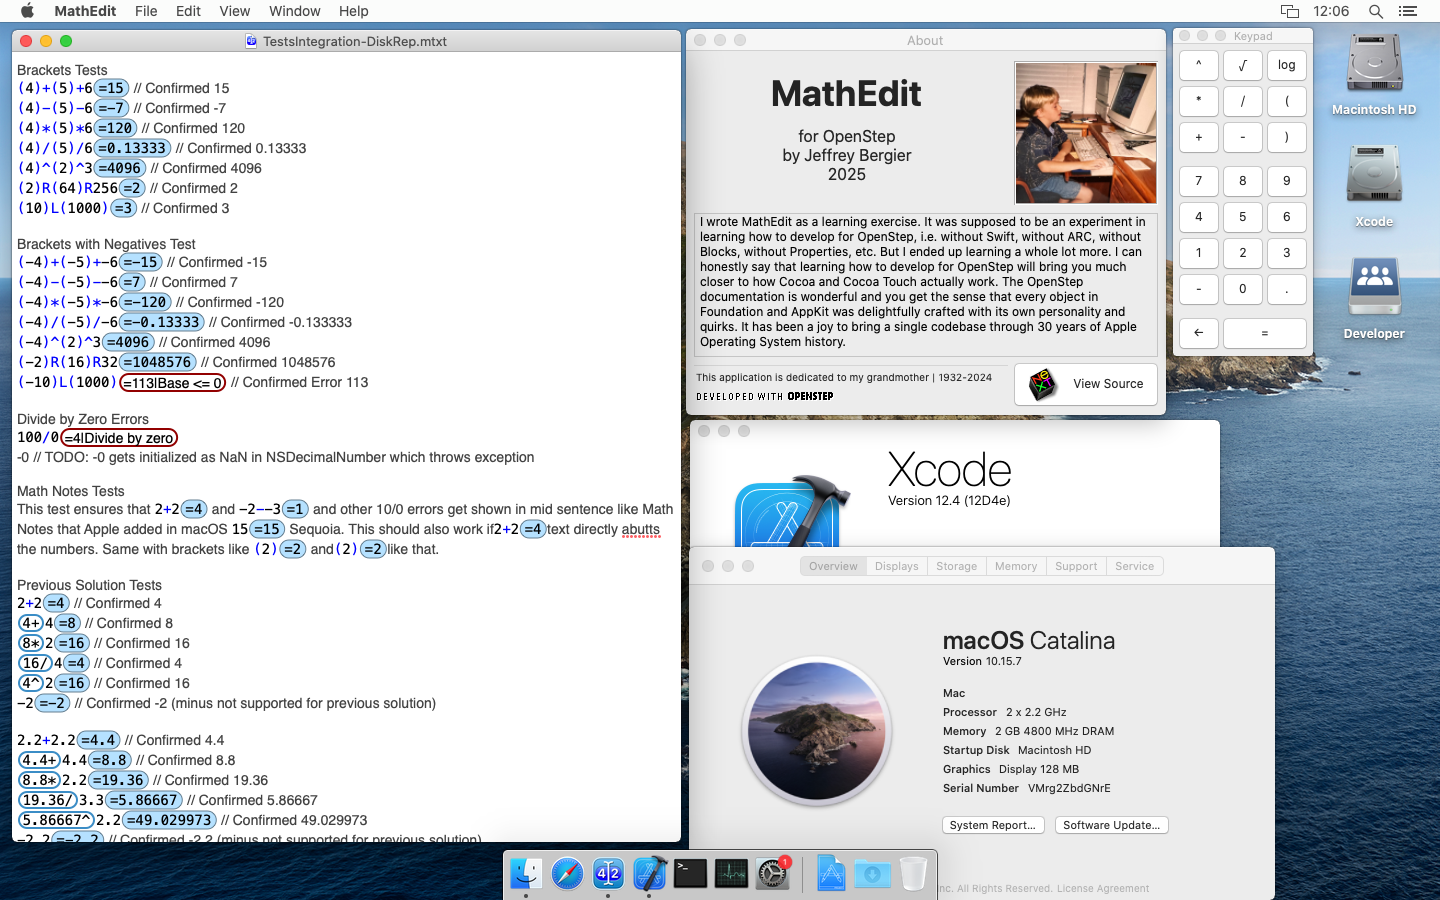 MathEdit File Edit View Window Help 12:06
TestsIntegration-DiskRep.mtxt
Brackets Tests
(4)+(5)+6=15 // Confirmed 15
(4)-(5)-6=-7 // Confirmed -7
(4)*(5)*6=120 // Confirmed 120
(4)/(5)/6=0.13333 // Confirmed 0.13333
(4)^(2)^3=4096 // Confirmed 4096
(2)R(64)R256=2 // Confirmed 2
(10)L(1000)=3 // Confirmed 3
Brackets with Negatives Test
(-4)+(-5)+-6=-15 // Confirmed -15
(-4)-(-5)--6=7 // Confirmed 7
(-4)*(-5)*-6=-120 // Confirmed -120
(-4)/(-5)/-6=-0.13333 // Confirmed -0.133333
(-4)^(2)^3=4096 // Confirmed 4096
(-2)R(16)R32=1048576 // Confirmed 1048576
(-10)L(1000)=113|Base <= 0 // Confirmed Error 113
Divide by Zero Errors
100/0=4|Divide by zero
-0 // TODO: -0 gets initialized as NaN in NSDecimalNumber which throws exception
Math Notes Tests
This test ensures that 2+2=4 and -2--3=1 and other 10/0 errors get shown in mid sentence like Math
Notes that Apple added in macOS 15=15 Sequoia. This should also work if2+2=4text directly abutts
the numbers. Same with brackets like (2)=2 and(2)=2like that.
Previous Solution Tests
2+2=4 // Confirmed 4
4+4=8 // Confirmed 8
8*2=16 // Confirmed 16
16/4=4 // Confirmed 4
4^2=16 // Confirmed 16
-2=-2 // Confirmed -2 (minus not supported for previous solution)
2.2+2.2=4.4 // Confirmed 4.4
4.4+4.4=8.8 // Confirmed 8.8
8.8*2.2=19.36 // Confirmed 19.36
19.36/3.3=5.86667 // Confirmed 5.86667
5.86667^2.2=49.029973 // Confirmed 49.029973
-2.2=-2.2 // Confirmed -2.2 (minus not supported for previous solution)
About
MathEdit
for OpenStep
by Jeffrey Bergier
2025
I wrote MathEdit as a learning exercise. It was supposed to be an experiment in
learning how to develop for OpenStep, i.e. without Swift, without ARC, without
Blocks, without Properties, etc. But I ended up learning a whole lot more. I can
honestly say that learning how to develop for OpenStep will bring you much
closer to how Cocoa and Cocoa Touch actually work. The OpenStep
documentation is wonderful and you get the sense that every object in
Foundation and AppKit was delightfully crafted with its own personality and
quirks. It has been a joy to bring a single codebase through 30 years of Apple
Operating System history.
This application is dedicated to my grandmother | 1932-2024
DEVELOPED WITH OPENSTEP
View Source
Keypad
^ √ log
* / (
+ - )
7 8 9
4 5 6
1 2 3
- 0 .
← =
Macintosh HD
Xcode
Developer
Xcode
Version 12.4 (12D4e)
Overview Displays Storage Memory Support Service
macOS Catalina
Version 10.15.7
Mac
Processor 2 x 2.2 GHz
Memory 2 GB 4800 MHz DRAM
Startup Disk Macintosh HD
Graphics Display 128 MB
Serial Number VMrg2ZbdGNrE
System Report... Software Update...
Inc. All Rights Reserved. License Agreement
42
1